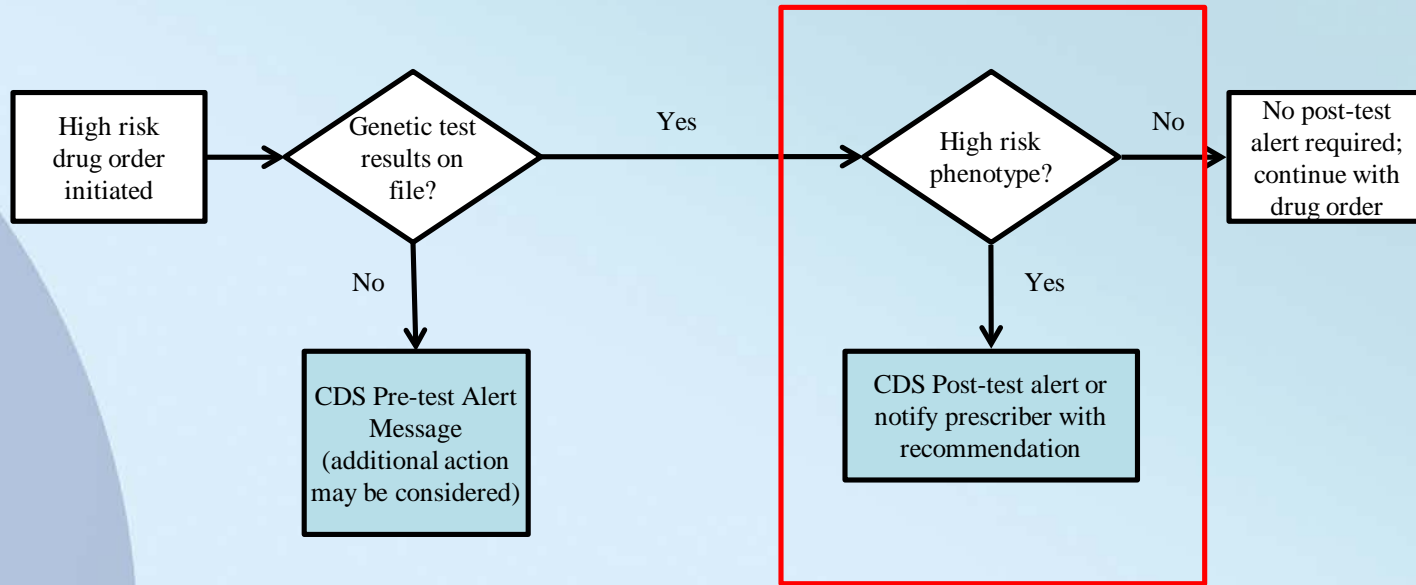 High risk
drug order
initiated
Genetic test
results on
file?
Yes
High risk
phenotype?
No
No post-test
alert required;
continue with
drug order
No
Yes
CDS Pre-test Alert
Message
(additional action
may be considered)
CDS Post-test alert or
notify prescriber with
recommendation